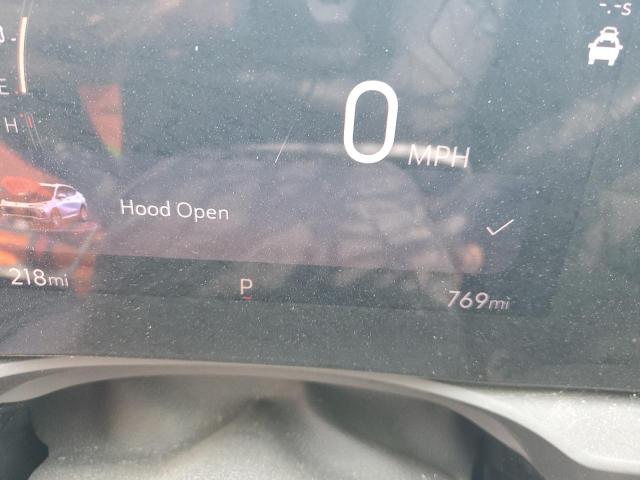 -.-s
E
H
0 MPH
Hood Open
218mi P 769mi